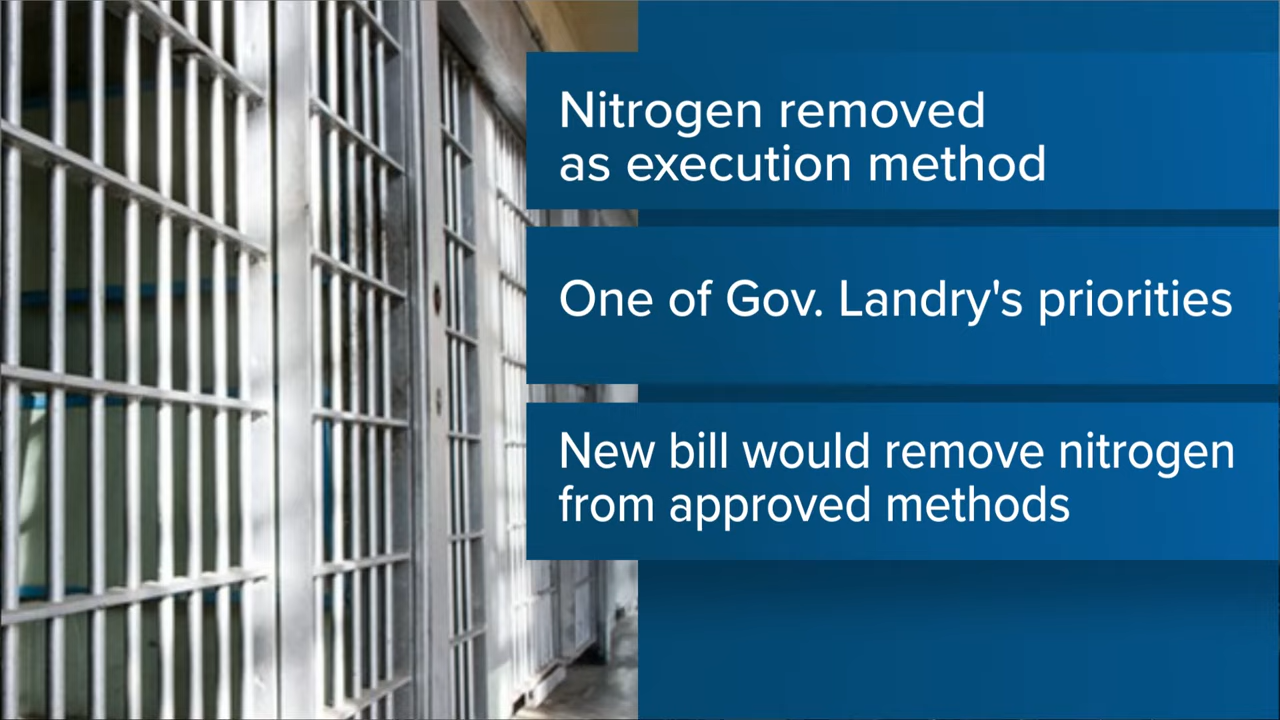 Nitrogen removed
as execution method
One of Gov. Landry's priorities
New bill would remove nitrogen
from approved methods